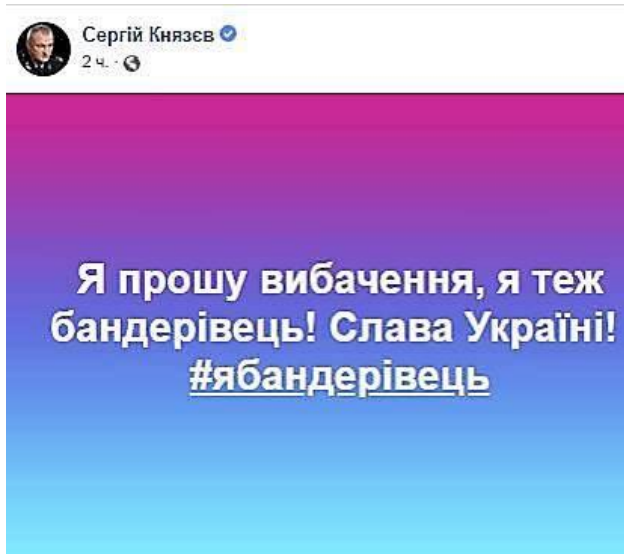 Сергій Князєв
2 ч. ·
Я прошу вибачення, я теж
бандерівець! Слава Україні!
#ябандерівець